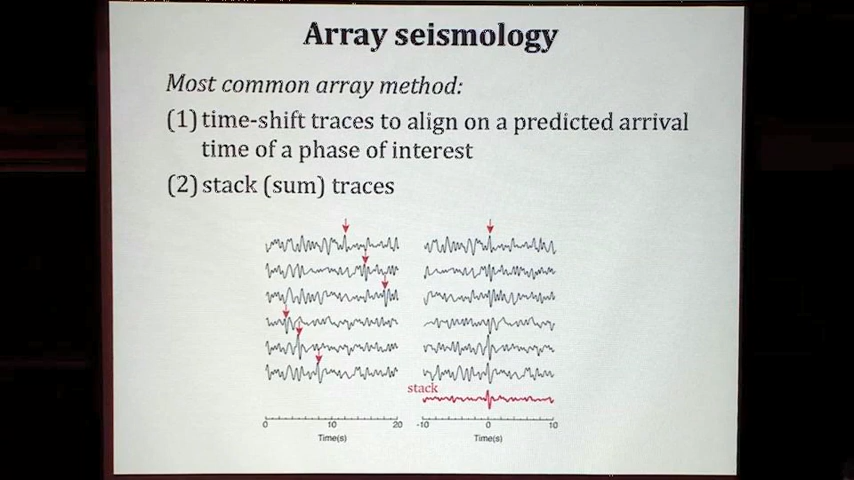 Array seismology
Most common array method:
(1) time-shift traces to align on a predicted arrival
time of a phase of interest
(2) stack (sum) traces
stack
0 10 20 -10 0 10
Time(s) Time(s)